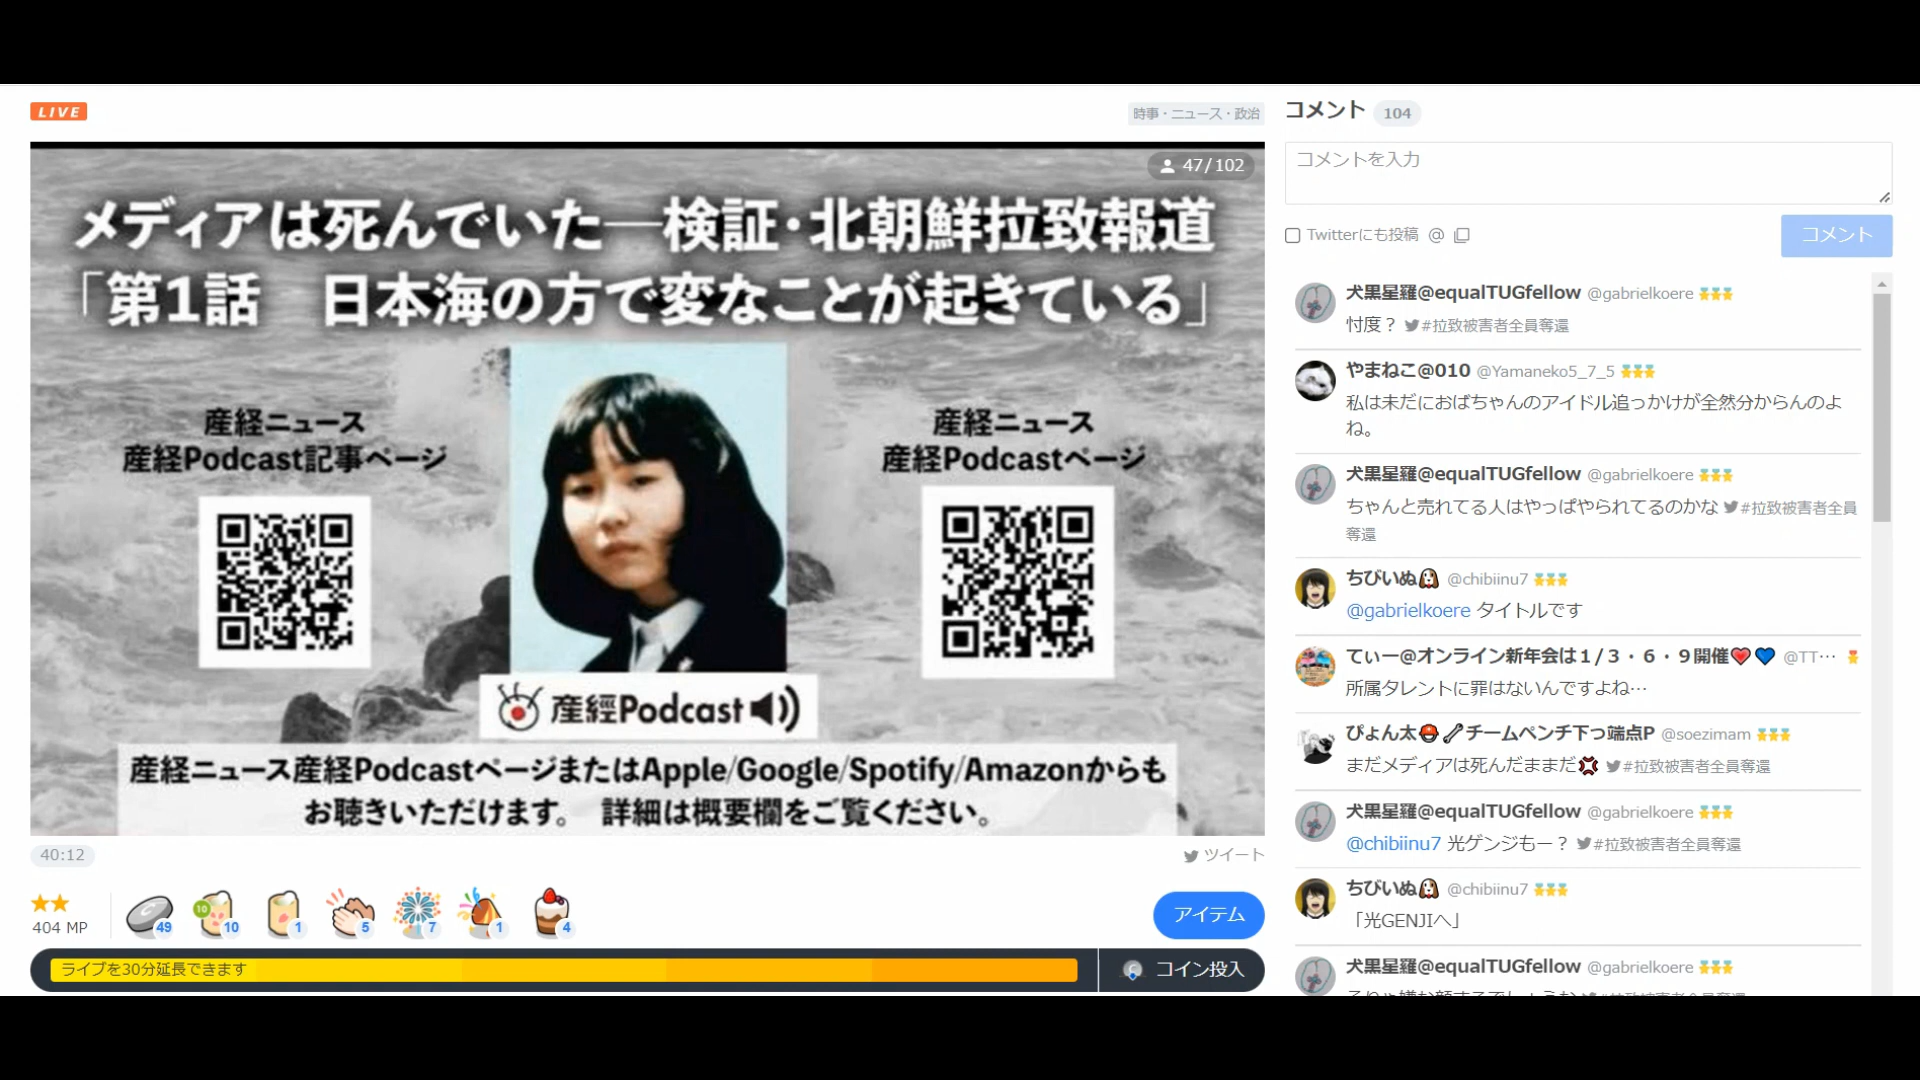 LIVE
時事・ニュース・政治
47/102
メディアは死んでいた―検証・北朝鮮拉致報道
「第1話　日本海の方で変なことが起きている」
産経ニュース
産経Podcast記事ページ
産経ニュース
産経Podcastページ
産經Podcast
産経ニュース産経PodcastページまたはApple/Google/Spotify/Amazonからも
お聴きいただけます。　詳細は概要欄をご覧ください。
40:12
ツイート
404 MP
49
10
10
1
5
7
1
4
アイテム
ライブを30分延長できます
C
コイン投入
コメント 104
コメントを入力
Twitterにも投稿 @
コメント
犬黒星羅@equalTUGfellow @gabrielkoere
忖度？ #拉致被害者全員奪還
やまねこ@010 @Yamaneko5_7_5
私は未だにおばちゃんのアイドル追っかけが全然分からんのよ
ね。
犬黒星羅@equalTUGfellow @gabrielkoere
ちゃんと売れてる人はやっぱやられてるのかな #拉致被害者全員
奪還
ちびいぬ @chibiinu7
@gabrielkoere タイトルです
てぃー@オンライン新年会は１/３・６・９開催❤️💙 @TT…
所属タレントに罪はないんですよね…
ぴょん太 チームペンチ下っ端点P @soezimam
まだメディアは死んだままだ💢 #拉致被害者全員奪還
犬黒星羅@equalTUGfellow @gabrielkoere
@chibiinu7 光ゲンジもー？ #拉致被害者全員奪還
ちびいぬ @chibiinu7
「光GENJIへ」
犬黒星羅@equalTUGfellow @gabrielkoere